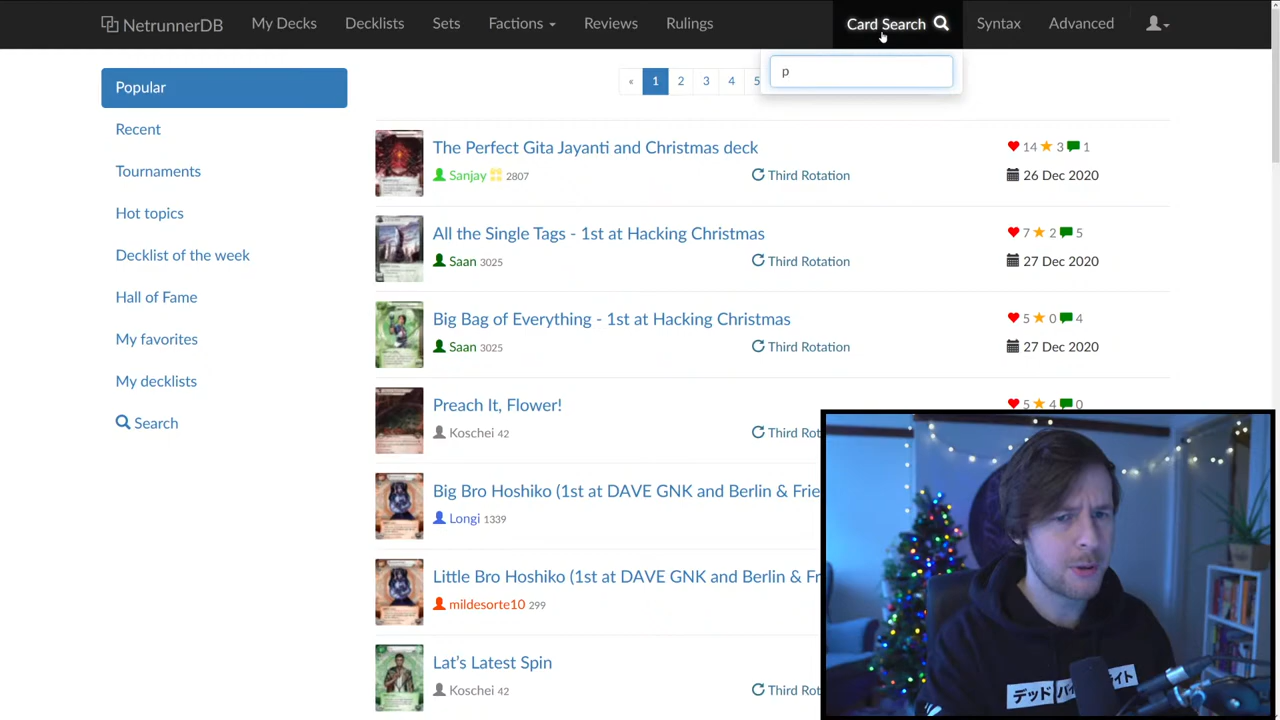 NetrunnerDB My Decks Decklists Sets Factions Reviews Rulings Card Search Syntax Advanced
p
Popular
Recent
Tournaments
Hot topics
Decklist of the week
Hall of Fame
My favorites
My decklists
Search
« 1 2 3 4 5
The Perfect Gita Jayanti and Christmas deck
14 3 1
Sanjay 2807
Third Rotation
26 Dec 2020
All the Single Tags - 1st at Hacking Christmas
7 2 5
Saan 3025
Third Rotation
27 Dec 2020
Big Bag of Everything - 1st at Hacking Christmas
5 0 4
Saan 3025
Third Rotation
27 Dec 2020
Preach It, Flower!
5 4 0
Koschei 42
Third Rot
Big Bro Hoshiko (1st at DAVE GNK and Berlin & Frie
Longi 1339
Little Bro Hoshiko (1st at DAVE GNK and Berlin & Fr
mildesorte10 299
Lat's Latest Spin
Koschei 42
Third Rot
デッド